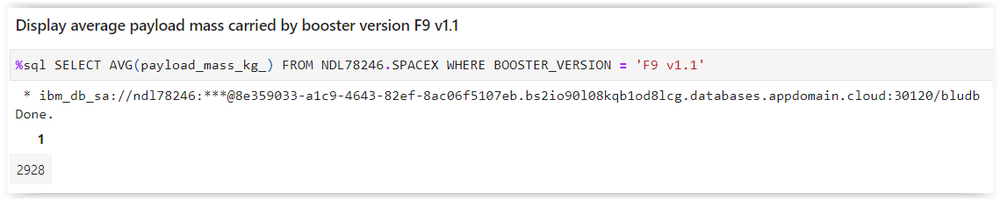 Display average payload mass carried by booster version F9 v1.1
%sql SELECT AVG(payload_mass_kg_) FROM NDL78246.SPACEX WHERE BOOSTER_VERSION = 'F9 v1.1'
* ibm_db_sa://ndl78246:***@8e359033-a1c9-4643-82ef-8ac06f5107eb.bs2io90l08kqb1od8lcg.databases.appdomain.cloud:30120/bludb
Done.
1
2928